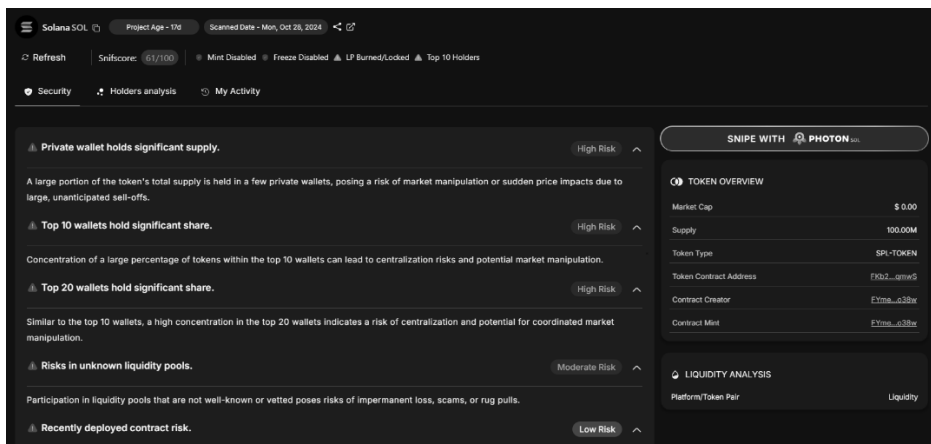 Solana SOL Project Age - 17d Scanned Date - Mon, Oct 28, 2024
Refresh Snifscore: 61/100 Mint Disabled Freeze Disabled LP Burned/Locked Top 10 Holders
Security Holders analysis My Activity
Private wallet holds significant supply. High Risk
A large portion of the token's total supply is held in a few private wallets, posing a risk of market manipulation or sudden price impacts due to
large, unanticipated sell-offs.
Top 10 wallets hold significant share. High Risk
Concentration of a large percentage of tokens within the top 10 wallets can lead to centralization risks and potential market manipulation.
Top 20 wallets hold significant share. High Risk
Similar to the top 10 wallets, a high concentration in the top 20 wallets indicates a risk of centralization and potential for coordinated market
manipulation.
Risks in unknown liquidity pools. Moderate Risk
Participation in liquidity pools that are not well-known or vetted poses risks of impermanent loss, scams, or rug pulls.
Recently deployed contract risk. Low Risk
SNIPE WITH PHOTON SOL
TOKEN OVERVIEW
Market Cap $ 0.00
Supply 100.00M
Token Type SPL-TOKEN
Token Contract Address FKb2...qmwS
Contract Creator FYme...o38w
Contract Mint FYme...o38w
LIQUIDITY ANALYSIS
Platform/Token Pair Liquidity